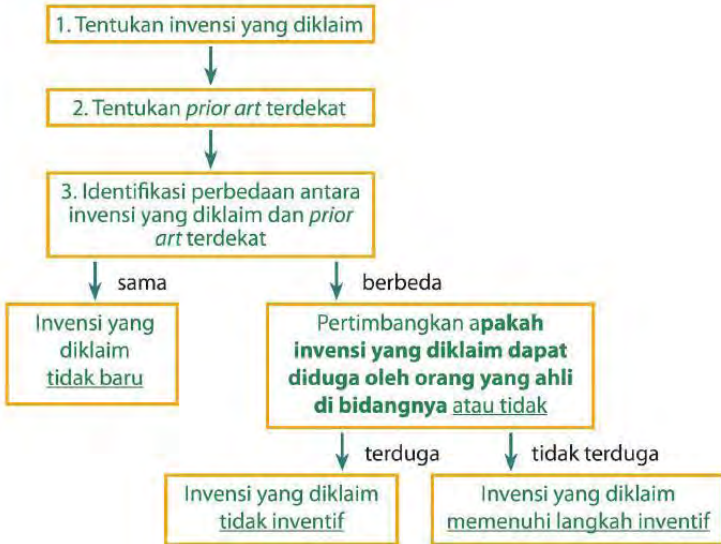 1. Tentukan invensi yang diklaim
2. Tentukan prior art terdekat
3. Identifikasi perbedaan antara
invensi yang diklaim dan prior
art terdekat
sama
berbeda
Invensi yang
diklaim
tidak baru
Pertimbangkan apakah
invensi yang diklaim dapat
diduga oleh orang yang ahli
di bidangnya atau tidak
terduga
tidak terduga
Invensi yang diklaim
tidak inventif
Invensi yang diklaim
memenuhi langkah inventif